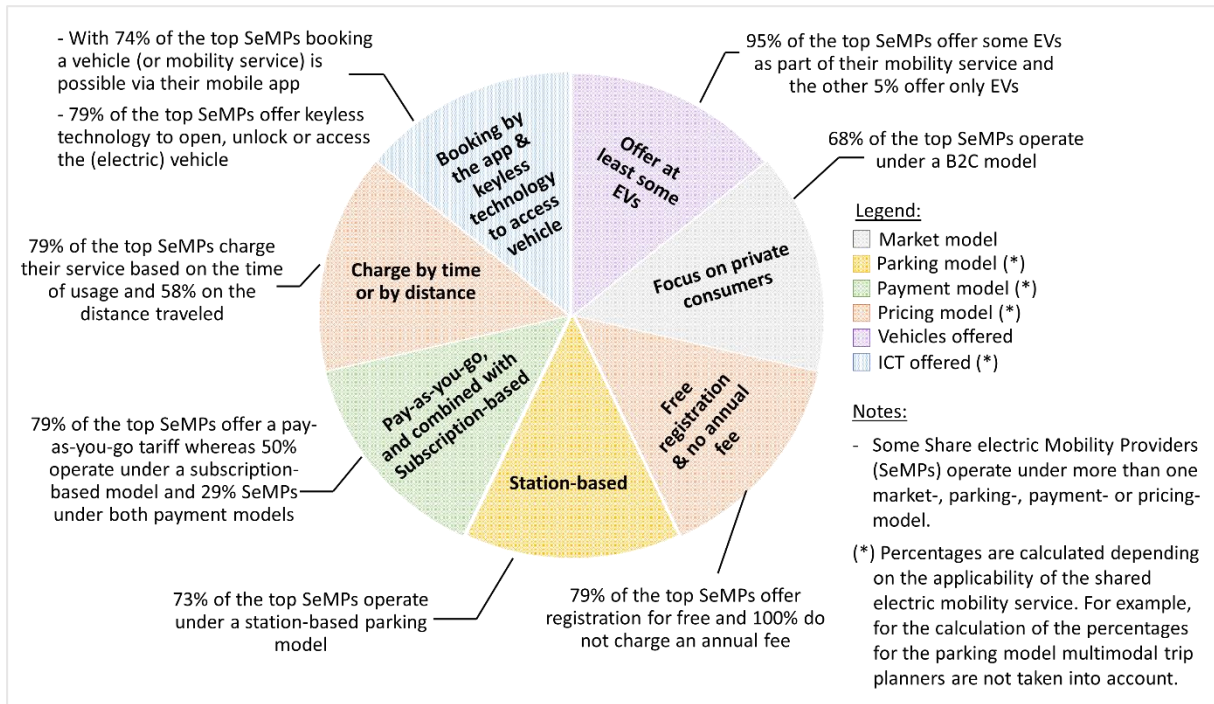 - With 74% of the top SeMPs booking
a vehicle (or mobility service) is
possible via their mobile app
- 79% of the top SeMPs offer keyless
technology to open, unlock or access
the (electric) vehicle
95% of the top SeMPs offer some EVs
as part of their mobility service and
the other 5% offer only EVs
68% of the top SeMPs operate
under a B2C model
Booking by
the app &
keyless
technology
to access
vehicle
Offer at
least some
EVs
Focus on private
consumers
Free
registration
& no annual
fee
Station-based
Pay-as-you-go,
and combined with
Subscription-based
Charge by time
or by distance
79% of the top SeMPs charge
their service based on the time
of usage and 58% on the
distance traveled
79% of the top SeMPs offer a pay-
as-you-go tariff whereas 50%
operate under a subscription-
based model and 29% SeMPs
under both payment models
73% of the top SeMPs operate
under a station-based parking
model
79% of the top SeMPs offer
registration for free and 100% do
not charge an annual fee
Legend:
Market model
Parking model (*)
Payment model (*)
Pricing model (*)
Vehicles offered
ICT offered (*)
Notes:
- Some Share electric Mobility Providers
(SeMPs) operate under more than one
market-, parking-, payment- or pricing-
model.
(*) Percentages are calculated depending
on the applicability of the shared
electric mobility service. For example,
for the calculation of the percentages
for the parking model multimodal trip
planners are not taken into account.